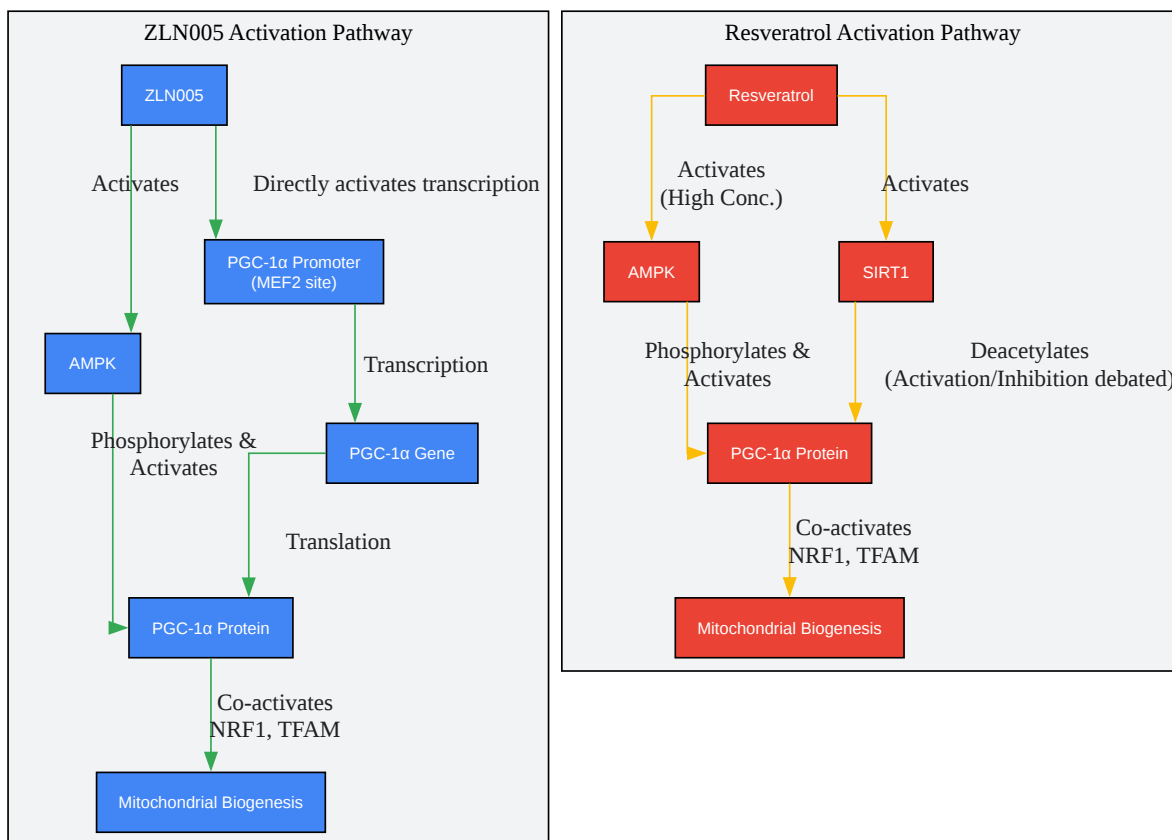 ZLN005 Activation Pathway
ZLN005
Activates
Directly activates transcription
PGC-1α Promoter
(MEF2 site)
AMPK
Transcription
Phosphorylates &
Activates
PGC-1α Gene
Translation
PGC-1α Protein
Co-activates
NRF1, TFAM
Mitochondrial Biogenesis
Resveratrol Activation Pathway
Resveratrol
Activates
(High Conc.)
Activates
AMPK
SIRT1
Phosphorylates &
Activates
Deacetylates
(Activation/Inhibition debated)
PGC-1α Protein
Co-activates
NRF1, TFAM
Mitochondrial Biogenesis